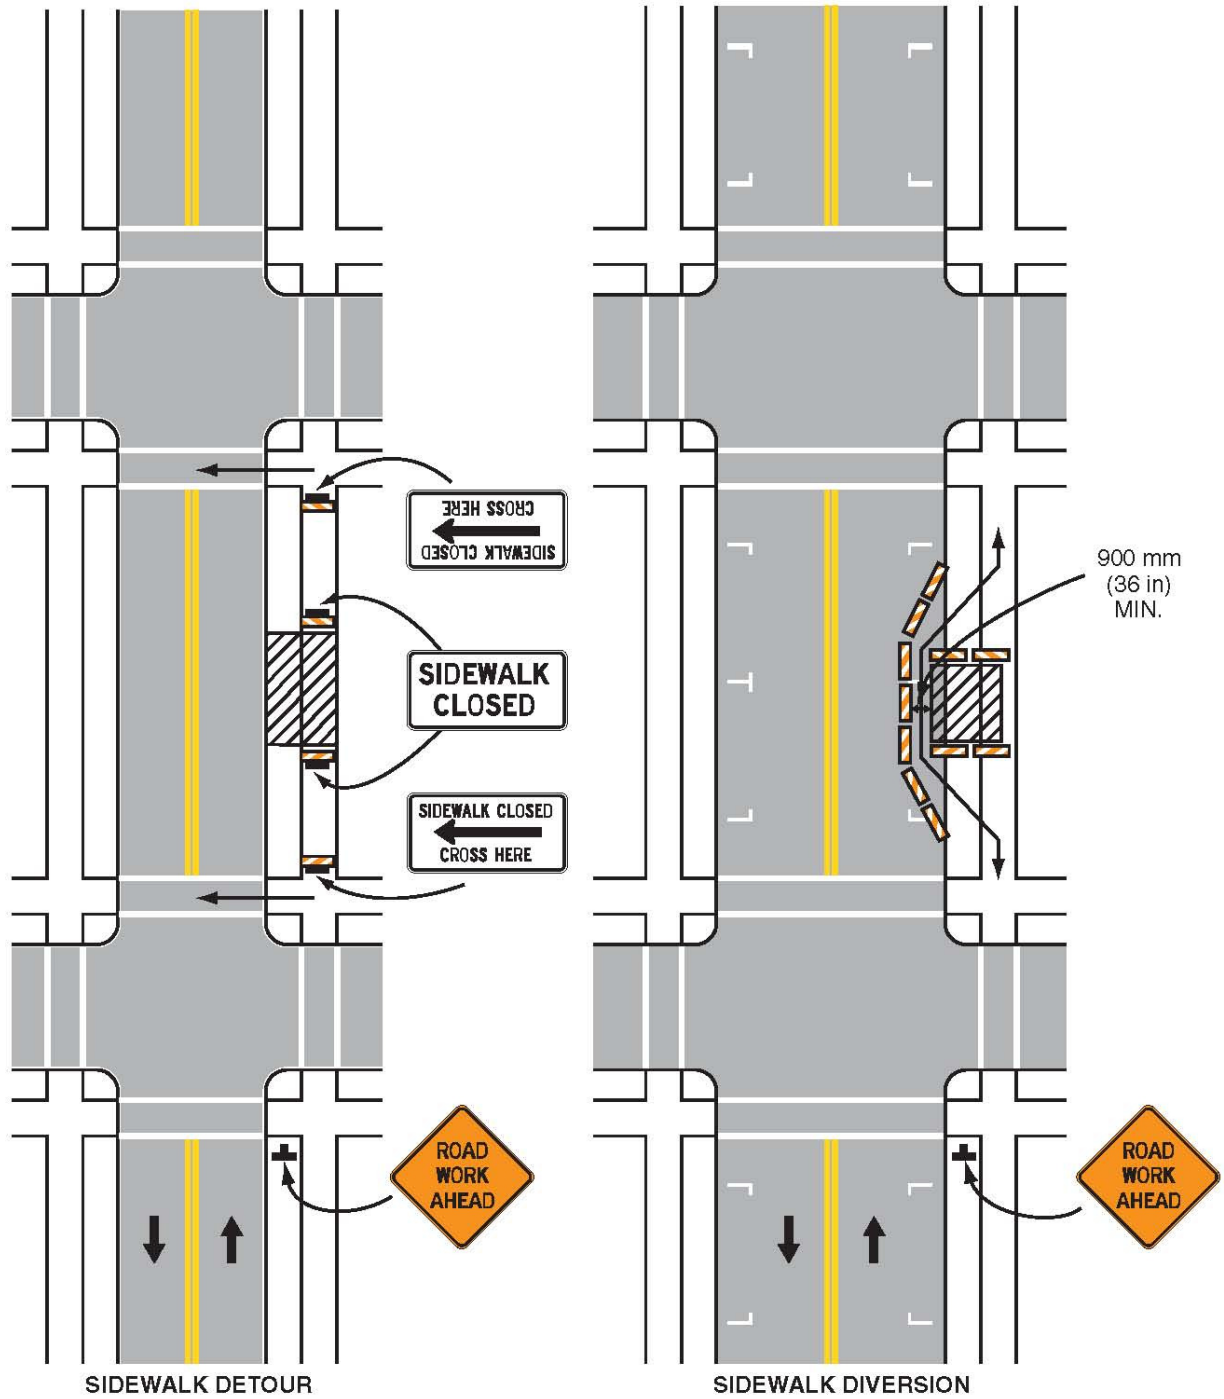 CROSS HERE
SIDEWALK CLOSED
SIDEWALK
CLOSED
SIDEWALK CLOSED
CROSS HERE
ROAD
WORK
AHEAD
SIDEWALK DETOUR
900 mm
(36 in)
MIN.
ROAD
WORK
AHEAD
SIDEWALK DIVERSION